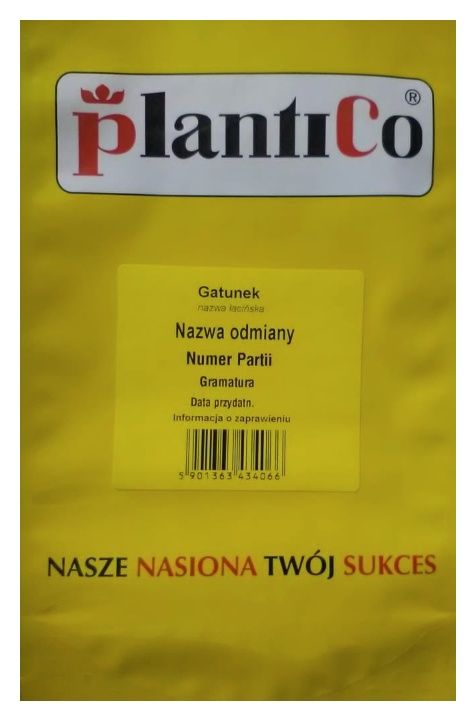 plantico®
Gatunek
nazwa łacińska
Nazwa odmiany
Numer Partii
Gramatura
Data przydatn.
Informacja o zaprawieniu
5 901363 434066
NASZE NASIONA TWÓJ SUKCES